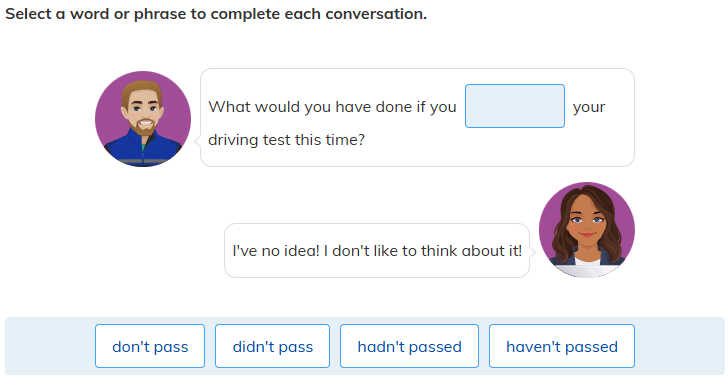 Select a word or phrase to complete each conversation.
What would you have done if you your
driving test this time?
I've no idea! I don't like to think about it!
don't pass didn't pass hadn't passed haven't passed